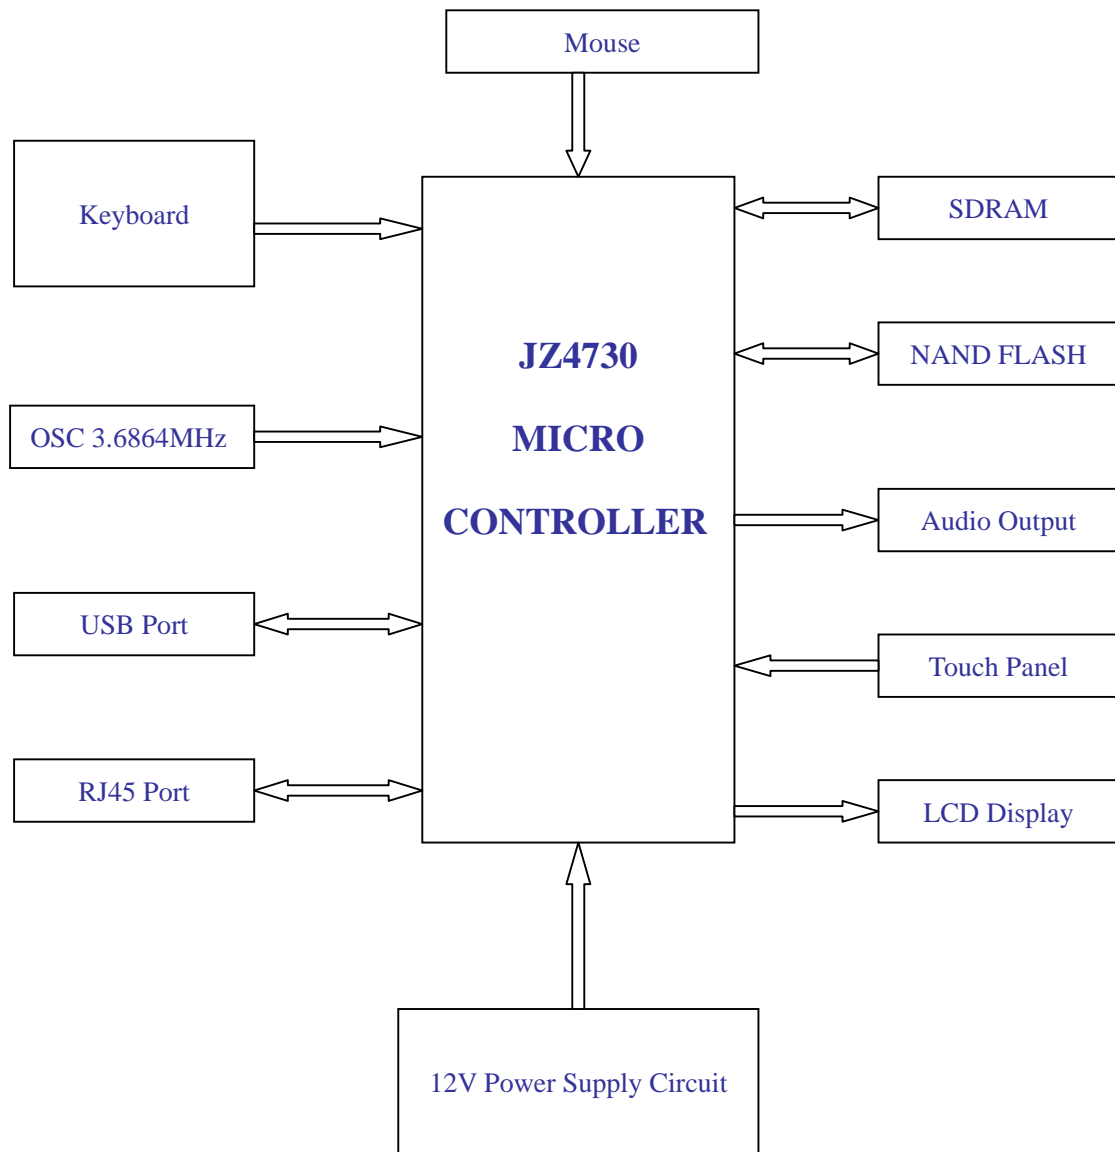 Mouse
Keyboard
SDRAM
JZ4730
NAND FLASH
OSC 3.6864MHz
MICRO
CONTROLLER
Audio Output
USB Port
Touch Panel
RJ45 Port
LCD Display
12V Power Supply Circuit